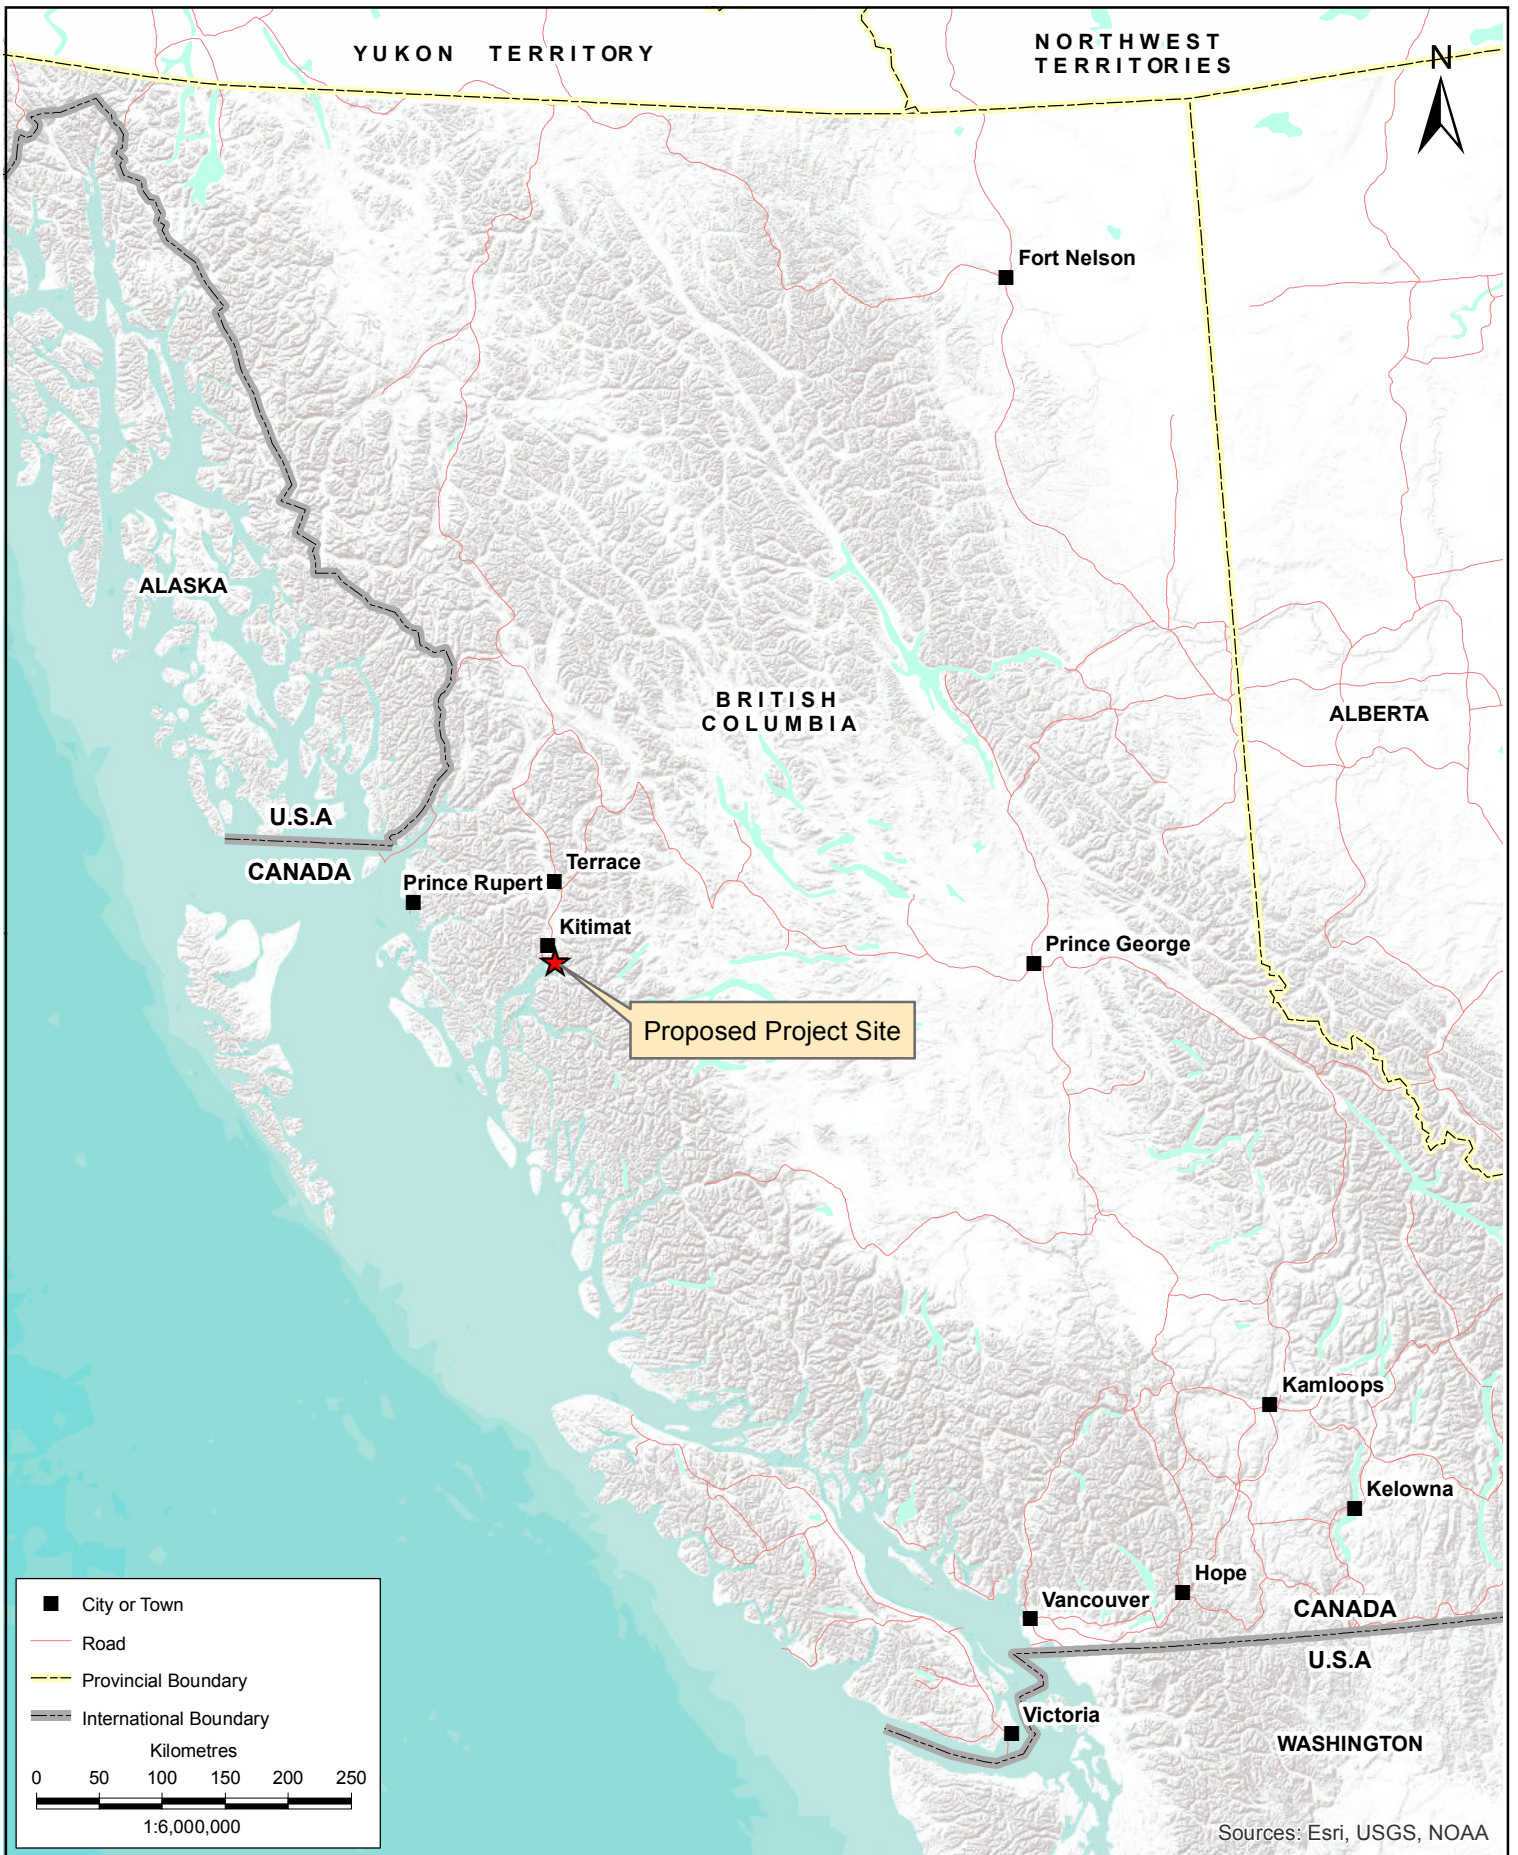 YUKON TERRITORY
NORTHWEST
TERRITORIES
N
Fort Nelson
ALASKA
BRITISH
COLUMBIA
ALBERTA
U.S.A
CANADA
Terrace
Prince Rupert
Kitimat
Prince George
Proposed Project Site
Kamloops
Kelowna
Hope
Vancouver
CANADA
U.S.A
Victoria
WASHINGTON
City or Town
Road
Provincial Boundary
International Boundary
Kilometres
0 50 100 150 200 250
1:6,000,000
Sources: Esri, USGS, NOAA